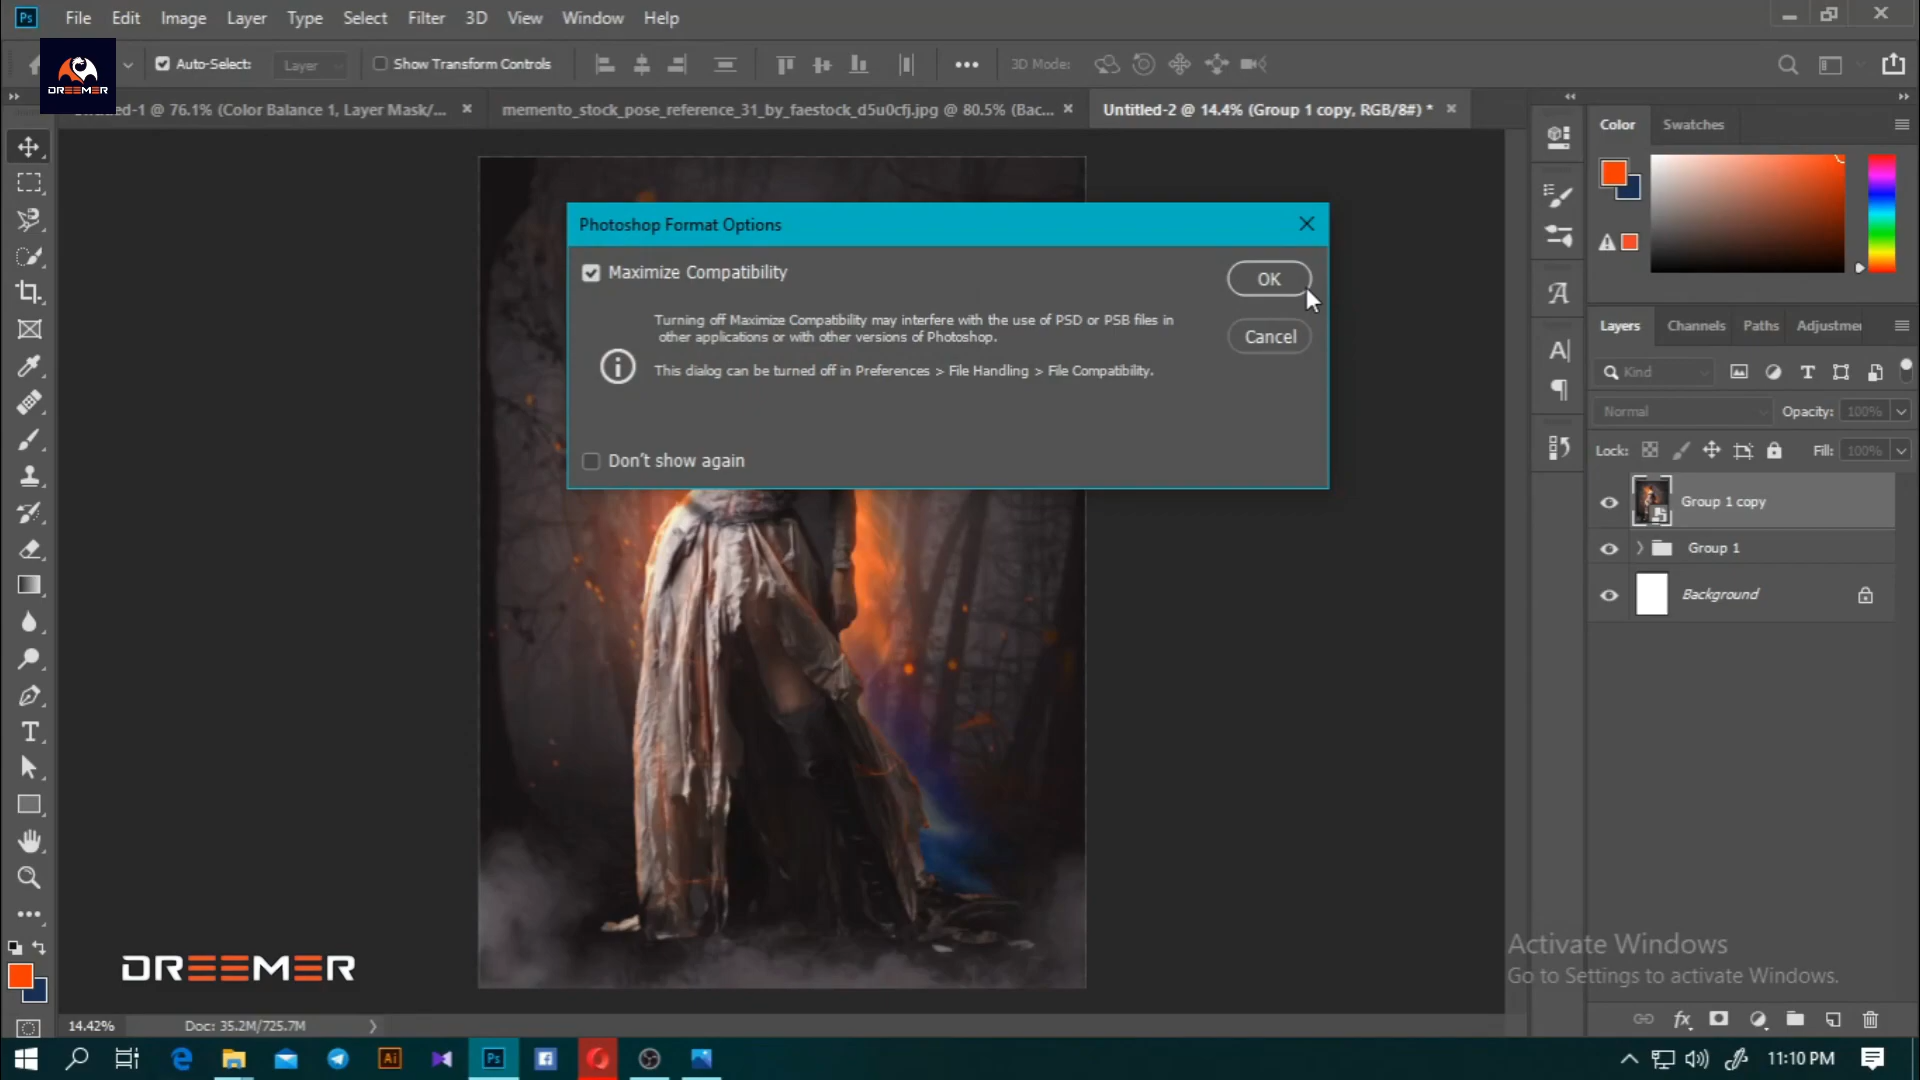 Ps
File Edit Image Layer Type Select Filter 3D View Window Help
DREEMER
Auto-Select: Layer Show Transform Controls 3D Mode:
Untitled-1 @ 76.1% (Color Balance 1, Layer Mask/... memento_stock_pose_reference_31_by_faestock_d5u0cfj.jpg @ 80.5% (Bac... Untitled-2 @ 14.4% (Group 1 copy, RGB/8#) *
Color Swatches
Photoshop Format Options
Maximize Compatibility
OK
Turning off Maximize Compatibility may interfere with the use of PSD or PSB files in
other applications or with other versions of Photoshop.
Cancel
This dialog can be turned off in Preferences > File Handling > File Compatibility.
Don't show again
Layers Channels Paths Adjustmer
Kind
Normal Opacity: 100%
Lock: Fill: 100%
Group 1 copy
Group 1
Background
DREEMER
Activate Windows
Go to Settings to activate Windows.
14.42% Doc: 35.2M/725.7M
Ai Ps 11:10 PM